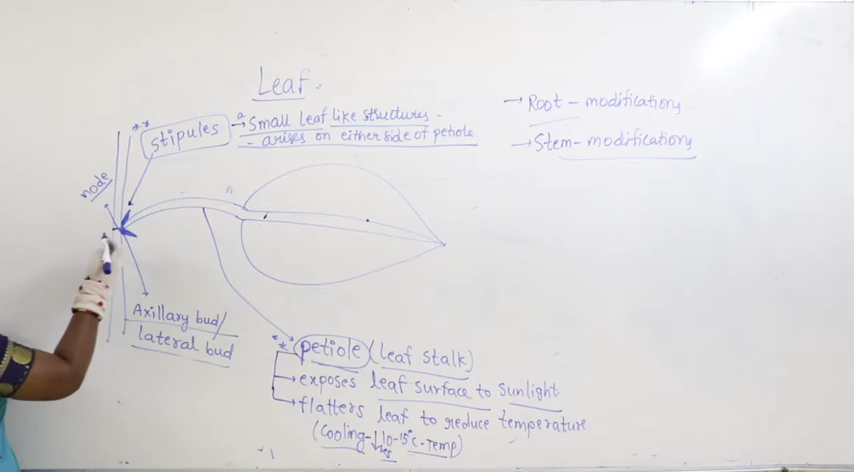 Leaf.
** Stipules → a Small leaf like structures -
- arises on either side of petiole
→ Root - modifications
→ Stem - modifications
node
Axillary bud/
lateral bud
** petiole (leaf stalk)
→ exposes leaf surface to sunlight
→ flatters leaf to reduce temperature
(cooling - ↓ 10-15°C - Temp)